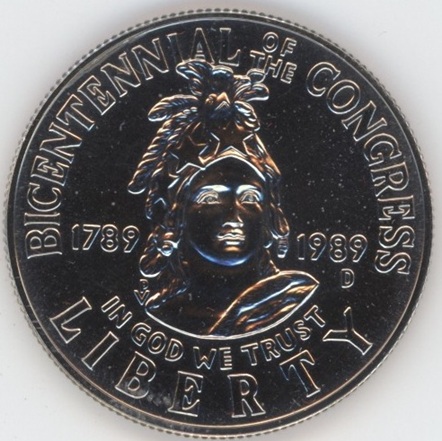 BICENTENNIAL OF THE CONGRESS
1789 1989
D
IN GOD WE TRUST
LIBERTY